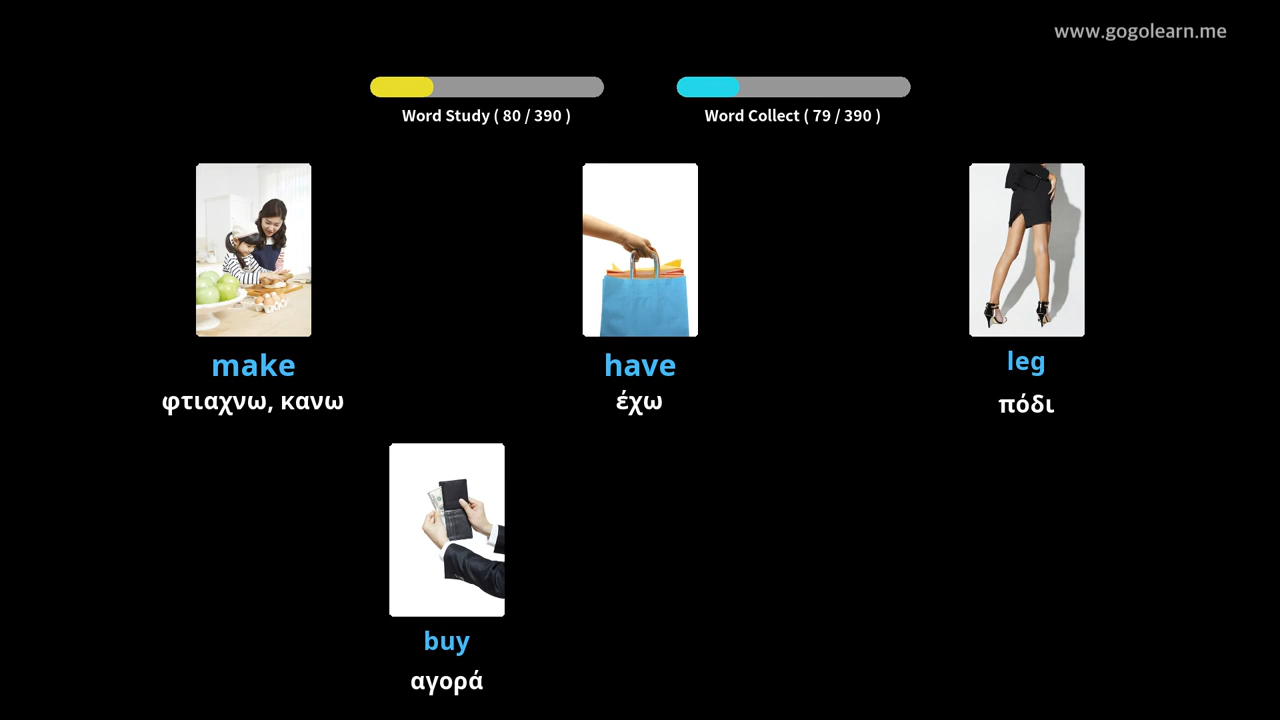 www.gogolearn.me
Word Study ( 80 / 390 )
Word Collect ( 79 / 390 )
make
φτιαχνω, κανω
have
έχω
leg
πόδι
buy
αγορά